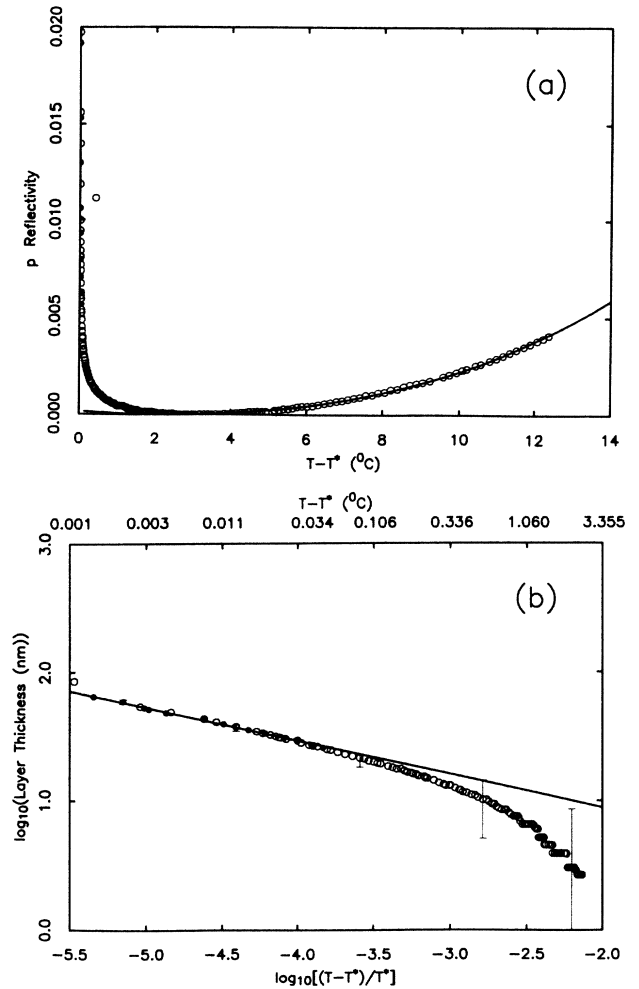 0.020
(a)
0.015
p Reflectivity
0.010
0.005
0.000
0 2 4 6 8 10 12 14
T−T* (⁰C)
T−T* (⁰C)
0.001 0.003 0.011 0.034 0.106 0.336 1.060 3.355
3.0
(b)
log₁₀(Layer Thickness (nm))
2.0
1.0
0.0
−5.5 −5.0 −4.5 −4.0 −3.5 −3.0 −2.5 −2.0
log₁₀[(T−T*)/T*]